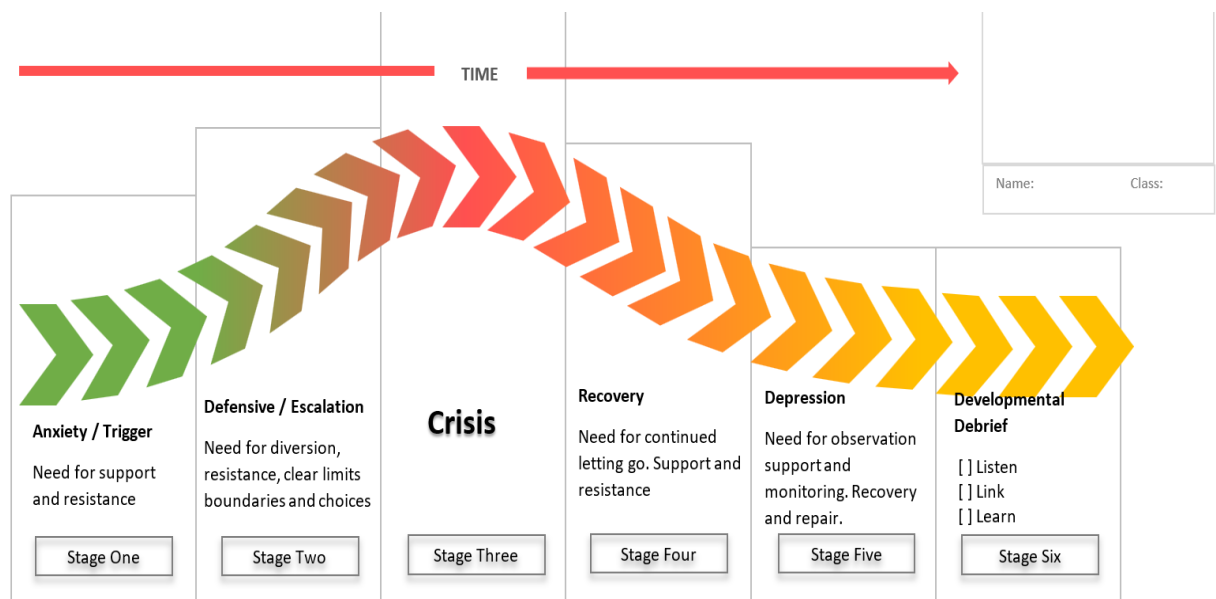 TIME
Name: Class:
Anxiety / Trigger
Need for support
and resistance
Stage One
Defensive / Escalation
Need for diversion,
resistance, clear limits
boundaries and choices
Stage Two
Crisis
Stage Three
Recovery
Need for continued
letting go. Support and
resistance
Stage Four
Depression
Need for observation
support and
monitoring. Recovery
and repair.
Stage Five
Developmental
Debrief
[ ] Listen
[ ] Link
[ ] Learn
Stage Six